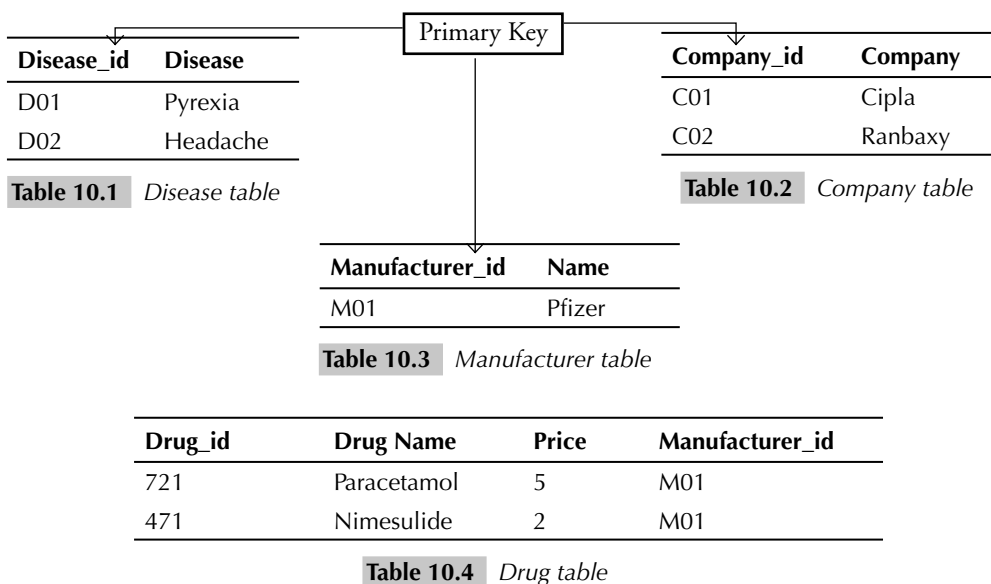 Primary Key
Disease_id Disease
D01 Pyrexia
D02 Headache
Table 10.1 Disease table
Company_id Company
C01 Cipla
C02 Ranbaxy
Table 10.2 Company table
Manufacturer_id Name
M01 Pfizer
Table 10.3 Manufacturer table
Drug_id Drug Name Price Manufacturer_id
721 Paracetamol 5 M01
471 Nimesulide 2 M01
Table 10.4 Drug table